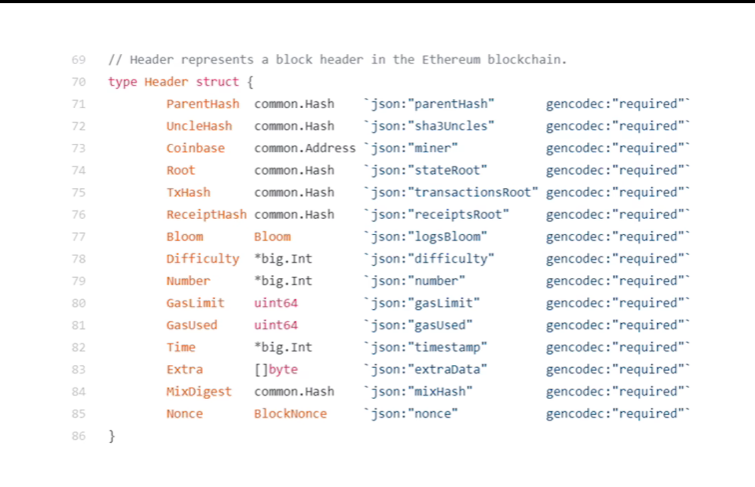 69 // Header represents a block header in the Ethereum blockchain.
70 type Header struct {
71 ParentHash common.Hash `json:"parentHash" gencodec:"required"`
72 UncleHash common.Hash `json:"sha3Uncles" gencodec:"required"`
73 Coinbase common.Address `json:"miner" gencodec:"required"`
74 Root common.Hash `json:"stateRoot" gencodec:"required"`
75 TxHash common.Hash `json:"transactionsRoot" gencodec:"required"`
76 ReceiptHash common.Hash `json:"receiptsRoot" gencodec:"required"`
77 Bloom Bloom `json:"logsBloom" gencodec:"required"`
78 Difficulty *big.Int `json:"difficulty" gencodec:"required"`
79 Number *big.Int `json:"number" gencodec:"required"`
80 GasLimit uint64 `json:"gasLimit" gencodec:"required"`
81 GasUsed uint64 `json:"gasUsed" gencodec:"required"`
82 Time *big.Int `json:"timestamp" gencodec:"required"`
83 Extra []byte `json:"extraData" gencodec:"required"`
84 MixDigest common.Hash `json:"mixHash" gencodec:"required"`
85 Nonce BlockNonce `json:"nonce" gencodec:"required"`
86 }